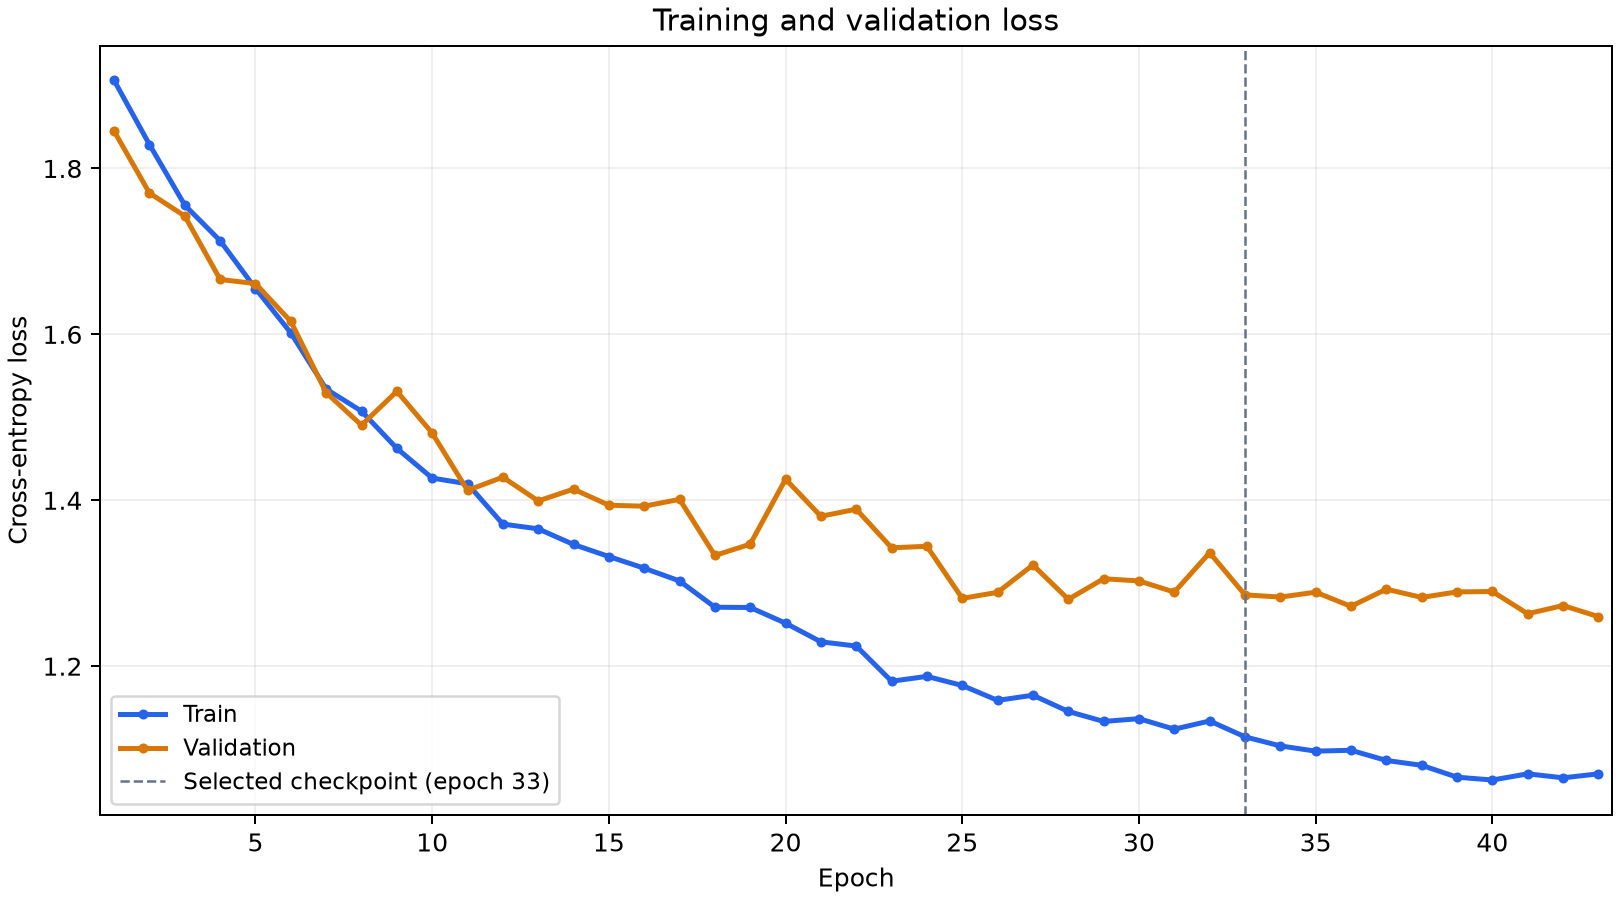 Training and validation loss
Cross-entropy loss
1.8
1.6
1.4
1.2
Train
Validation
Selected checkpoint (epoch 33)
5 10 15 20 25 30 35 40
Epoch